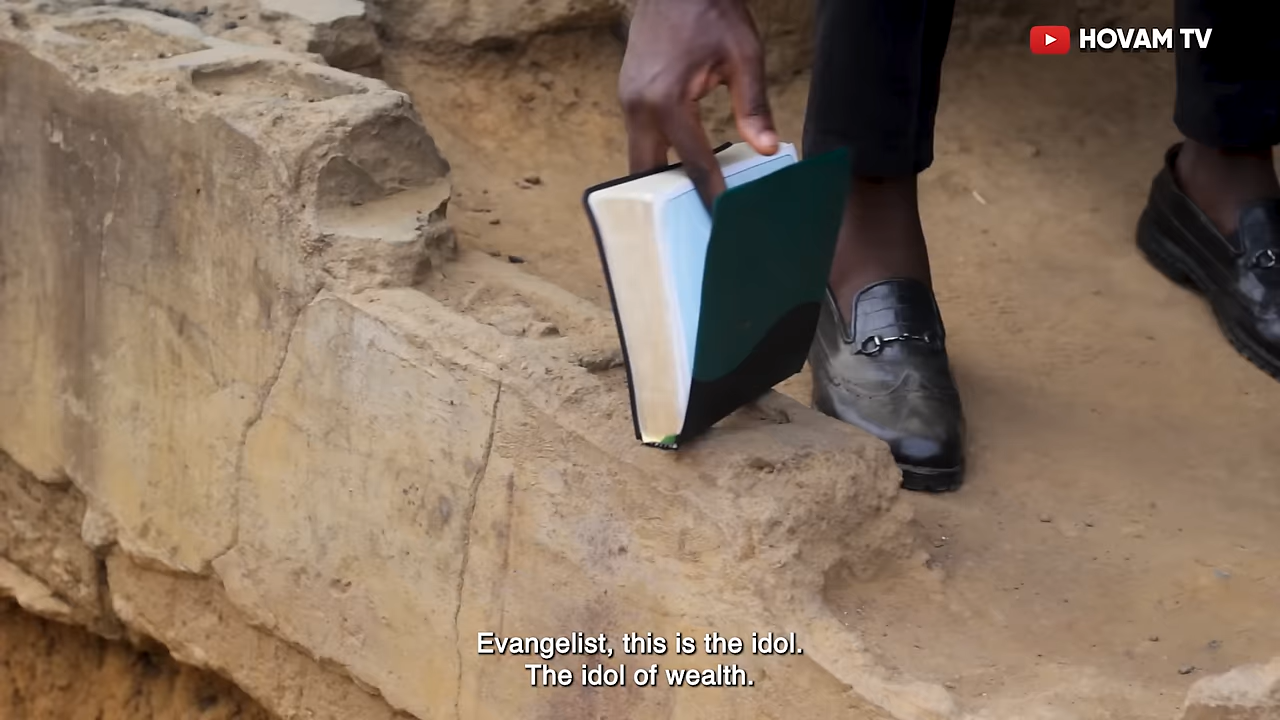 HOVAM TV
Evangelist, this is the idol.
The idol of wealth.